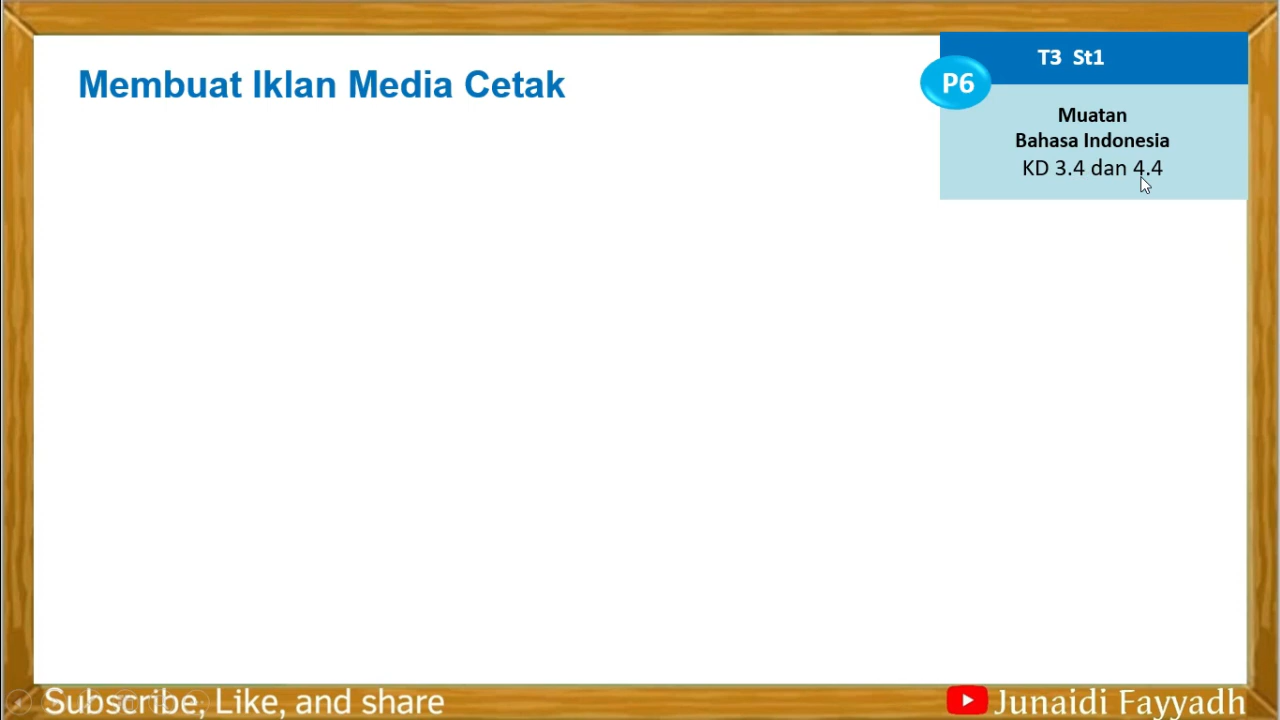 Membuat Iklan Media Cetak
T3 St1
P6
Muatan
Bahasa Indonesia
KD 3.4 dan 4.4
Subscribe, Like, and share
Junaidi Fayyadh